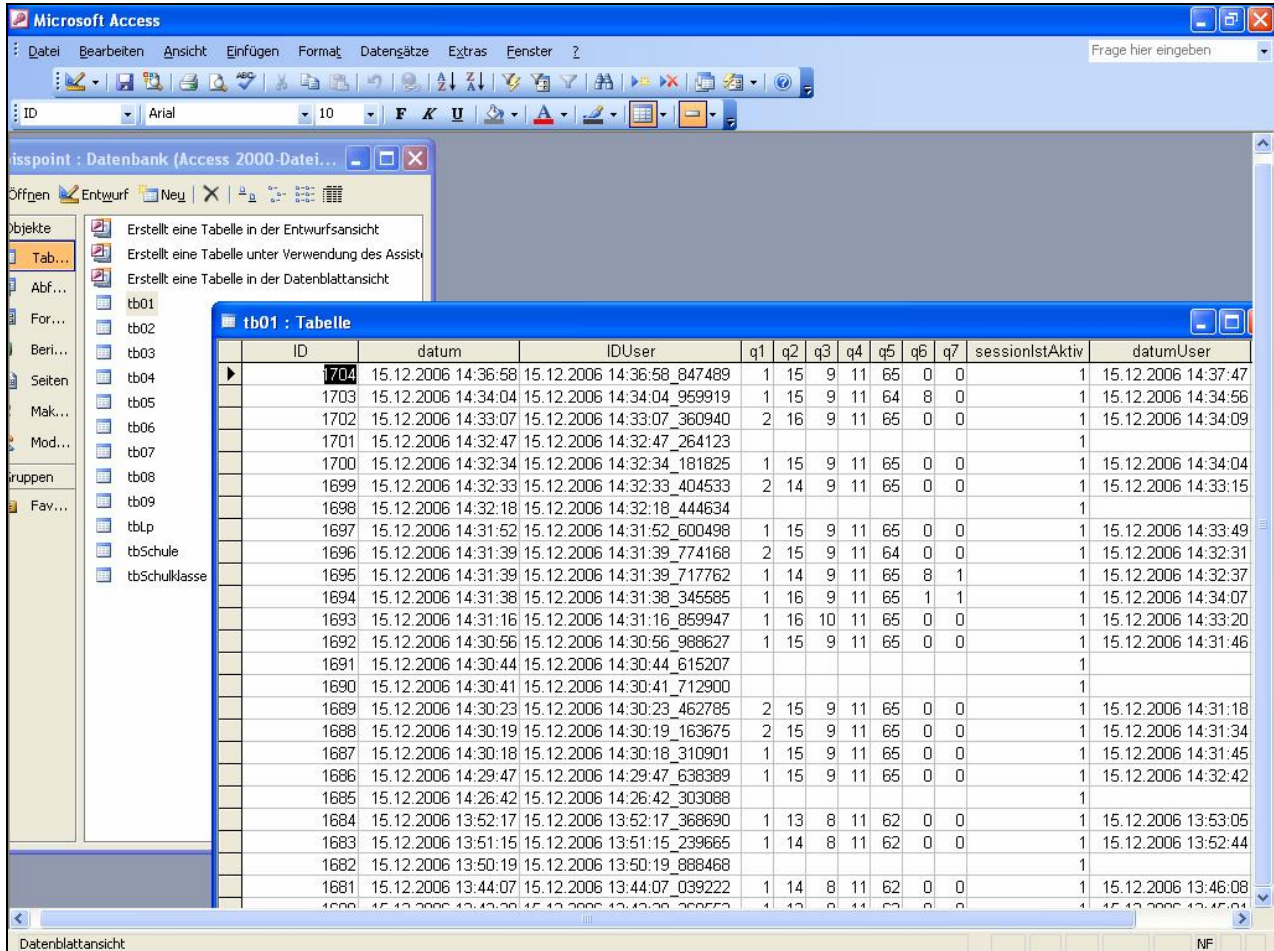 Microsoft Access
Datei Bearbeiten Ansicht Einfügen Format Datensätze Extras Fenster ?
Frage hier eingeben
ID Arial 10 F K U A
isspoint : Datenbank (Access 2000-Datei...
Öffnen Entwurf Neu
Objekte
Tab...
Abf...
For...
Beri...
Seiten
Mak...
Mod...
Gruppen
Fav...
Erstellt eine Tabelle in der Entwurfsansicht
Erstellt eine Tabelle unter Verwendung des Assiste
Erstellt eine Tabelle in der Datenblattansicht
tb01
tb02
tb03
tb04
tb05
tb06
tb07
tb08
tb09
tbLp
tbSchule
tbSchulklasse
tb01 : Tabelle
ID datum IDUser q1 q2 q3 q4 q5 q6 q7 sessionIstAktiv datumUser
1704 15.12.2006 14:36:58 15.12.2006 14:36:58_847489 1 15 9 11 65 0 0 1 15.12.2006 14:37:47
1703 15.12.2006 14:34:04 15.12.2006 14:34:04_959919 1 15 9 11 64 8 0 1 15.12.2006 14:34:56
1702 15.12.2006 14:33:07 15.12.2006 14:33:07_360940 2 16 9 11 65 0 0 1 15.12.2006 14:34:09
1701 15.12.2006 14:32:47 15.12.2006 14:32:47_264123 1
1700 15.12.2006 14:32:34 15.12.2006 14:32:34_181825 1 15 9 11 65 0 0 1 15.12.2006 14:34:04
1699 15.12.2006 14:32:33 15.12.2006 14:32:33_404533 2 14 9 11 65 0 0 1 15.12.2006 14:33:15
1698 15.12.2006 14:32:18 15.12.2006 14:32:18_444634 1
1697 15.12.2006 14:31:52 15.12.2006 14:31:52_600498 1 15 9 11 65 0 0 1 15.12.2006 14:33:49
1696 15.12.2006 14:31:39 15.12.2006 14:31:39_774168 2 15 9 11 64 0 0 1 15.12.2006 14:32:31
1695 15.12.2006 14:31:39 15.12.2006 14:31:39_717762 1 14 9 11 65 8 1 1 15.12.2006 14:32:37
1694 15.12.2006 14:31:38 15.12.2006 14:31:38_345585 1 16 9 11 65 1 1 1 15.12.2006 14:34:07
1693 15.12.2006 14:31:16 15.12.2006 14:31:16_859947 1 16 10 11 65 0 0 1 15.12.2006 14:33:20
1692 15.12.2006 14:30:56 15.12.2006 14:30:56_988627 1 15 9 11 65 0 0 1 15.12.2006 14:31:46
1691 15.12.2006 14:30:44 15.12.2006 14:30:44_615207 1
1690 15.12.2006 14:30:41 15.12.2006 14:30:41_712900 1
1689 15.12.2006 14:30:23 15.12.2006 14:30:23_462785 2 15 9 11 65 0 0 1 15.12.2006 14:31:18
1688 15.12.2006 14:30:19 15.12.2006 14:30:19_163675 2 15 9 11 65 0 0 1 15.12.2006 14:31:34
1687 15.12.2006 14:30:18 15.12.2006 14:30:18_310901 1 15 9 11 65 0 0 1 15.12.2006 14:31:45
1686 15.12.2006 14:29:47 15.12.2006 14:29:47_638389 1 15 9 11 65 0 0 1 15.12.2006 14:32:42
1685 15.12.2006 14:26:42 15.12.2006 14:26:42_303088 1
1684 15.12.2006 13:52:17 15.12.2006 13:52:17_368690 1 13 8 11 62 0 0 1 15.12.2006 13:53:05
1683 15.12.2006 13:51:15 15.12.2006 13:51:15_239665 1 14 8 11 62 0 0 1 15.12.2006 13:52:44
1682 15.12.2006 13:50:19 15.12.2006 13:50:19_888468 1
1681 15.12.2006 13:44:07 15.12.2006 13:44:07_039222 1 14 8 11 62 0 0 1 15.12.2006 13:46:08
Datenblattansicht NF